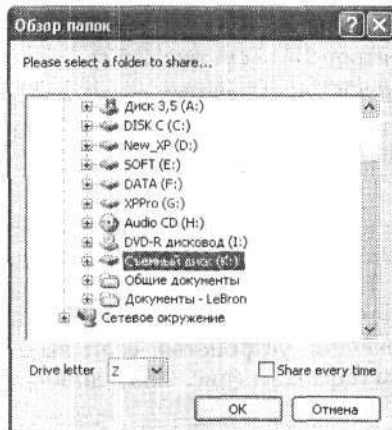 Обзор папок
Please select a folder to share...
Диск 3,5 (A:)
DISK C (C:)
New_XP (D:)
SOFT (E:)
DATA (F:)
XPPro (G:)
Audio CD (H:)
DVD-R дисковод (I:)
Съемный диск (K:)
Общие документы
Документы - LeBron
Сетевое окружение
Drive letter Z Share every time
OK Отмена